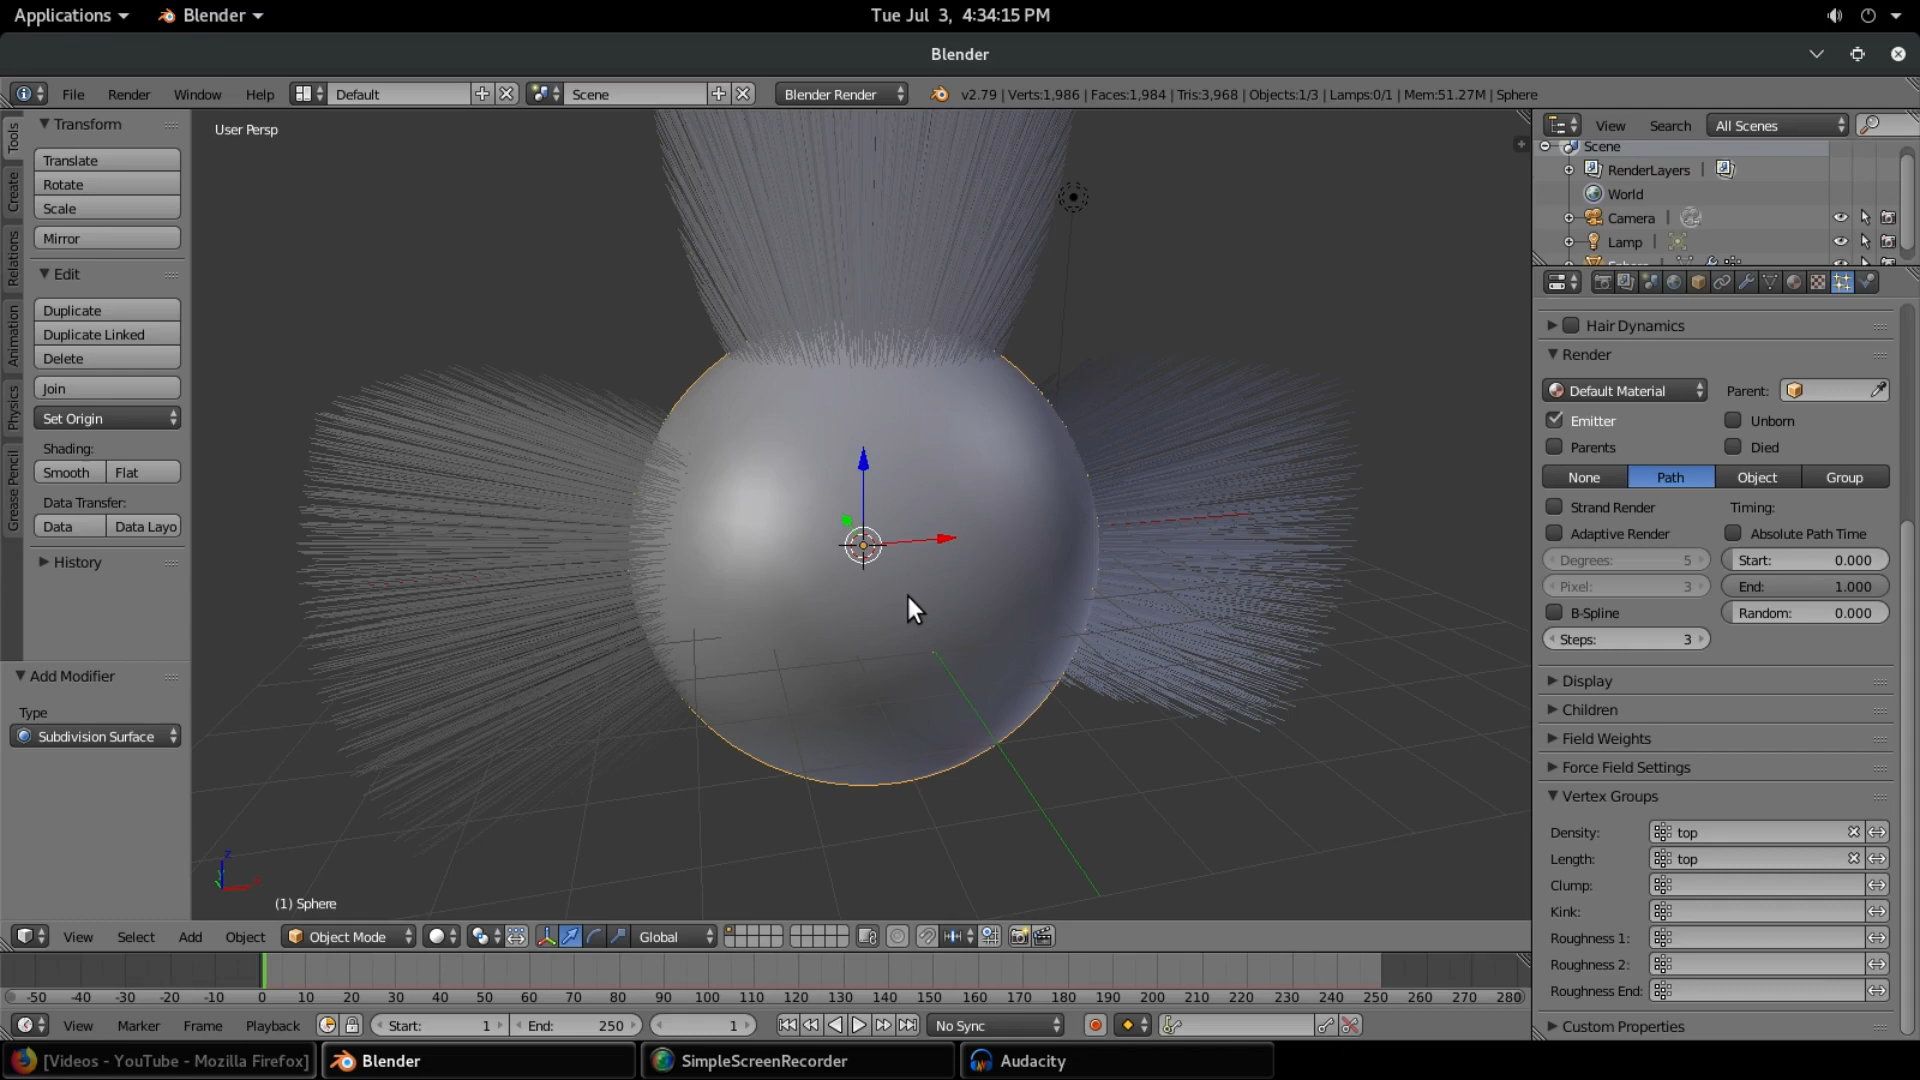 Applications Blender Tue Jul 3, 4:34:15 PM
Blender
File Render Window Help Default Scene Blender Render v2.79 | Verts:1,986 | Faces:1,984 | Tris:3,968 | Objects:1/3 | Lamps:0/1 | Mem:51.27M | Sphere
Tools
Create
Relations
Animation
Physics
Grease Pencil
Transform
Translate
Rotate
Scale
Mirror
Edit
Duplicate
Duplicate Linked
Delete
Join
Set Origin
Shading:
Smooth Flat
Data Transfer:
Data Data Layo
History
Add Modifier
Type
Subdivision Surface
User Persp
(1) Sphere
View Search All Scenes
Scene
RenderLayers |
World
Camera |
Lamp |
Hair Dynamics
Render
Default Material Parent:
Emitter Unborn
Parents Died
None Path Object Group
Strand Render Timing:
Adaptive Render Absolute Path Time
Degrees: 5 Start: 0.000
Pixel: 3 End: 1.000
B-Spline Random: 0.000
Steps: 3
Display
Children
Field Weights
Force Field Settings
Vertex Groups
Density: top
Length: top
Clump:
Kink:
Roughness 1:
Roughness 2:
Roughness End:
Custom Properties
View Select Add Object Object Mode Global
-50 -40 -30 -20 -10 0 10 20 30 40 50 60 70 80 90 100 110 120 130 140 150 160 170 180 190 200 210 220 230 240 250 260 270 280
View Marker Frame Playback Start: 1 End: 250 1 No Sync
[Videos - YouTube - Mozilla Firefox] Blender SimpleScreenRecorder Audacity